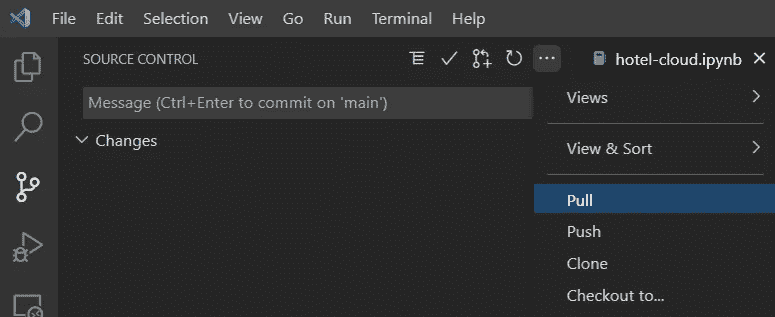 File Edit Selection View Go Run Terminal Help
SOURCE CONTROL
hotel-cloud.ipynb
Message (Ctrl+Enter to commit on 'main')
Changes
Views
View & Sort
Pull
Push
Clone
Checkout to...